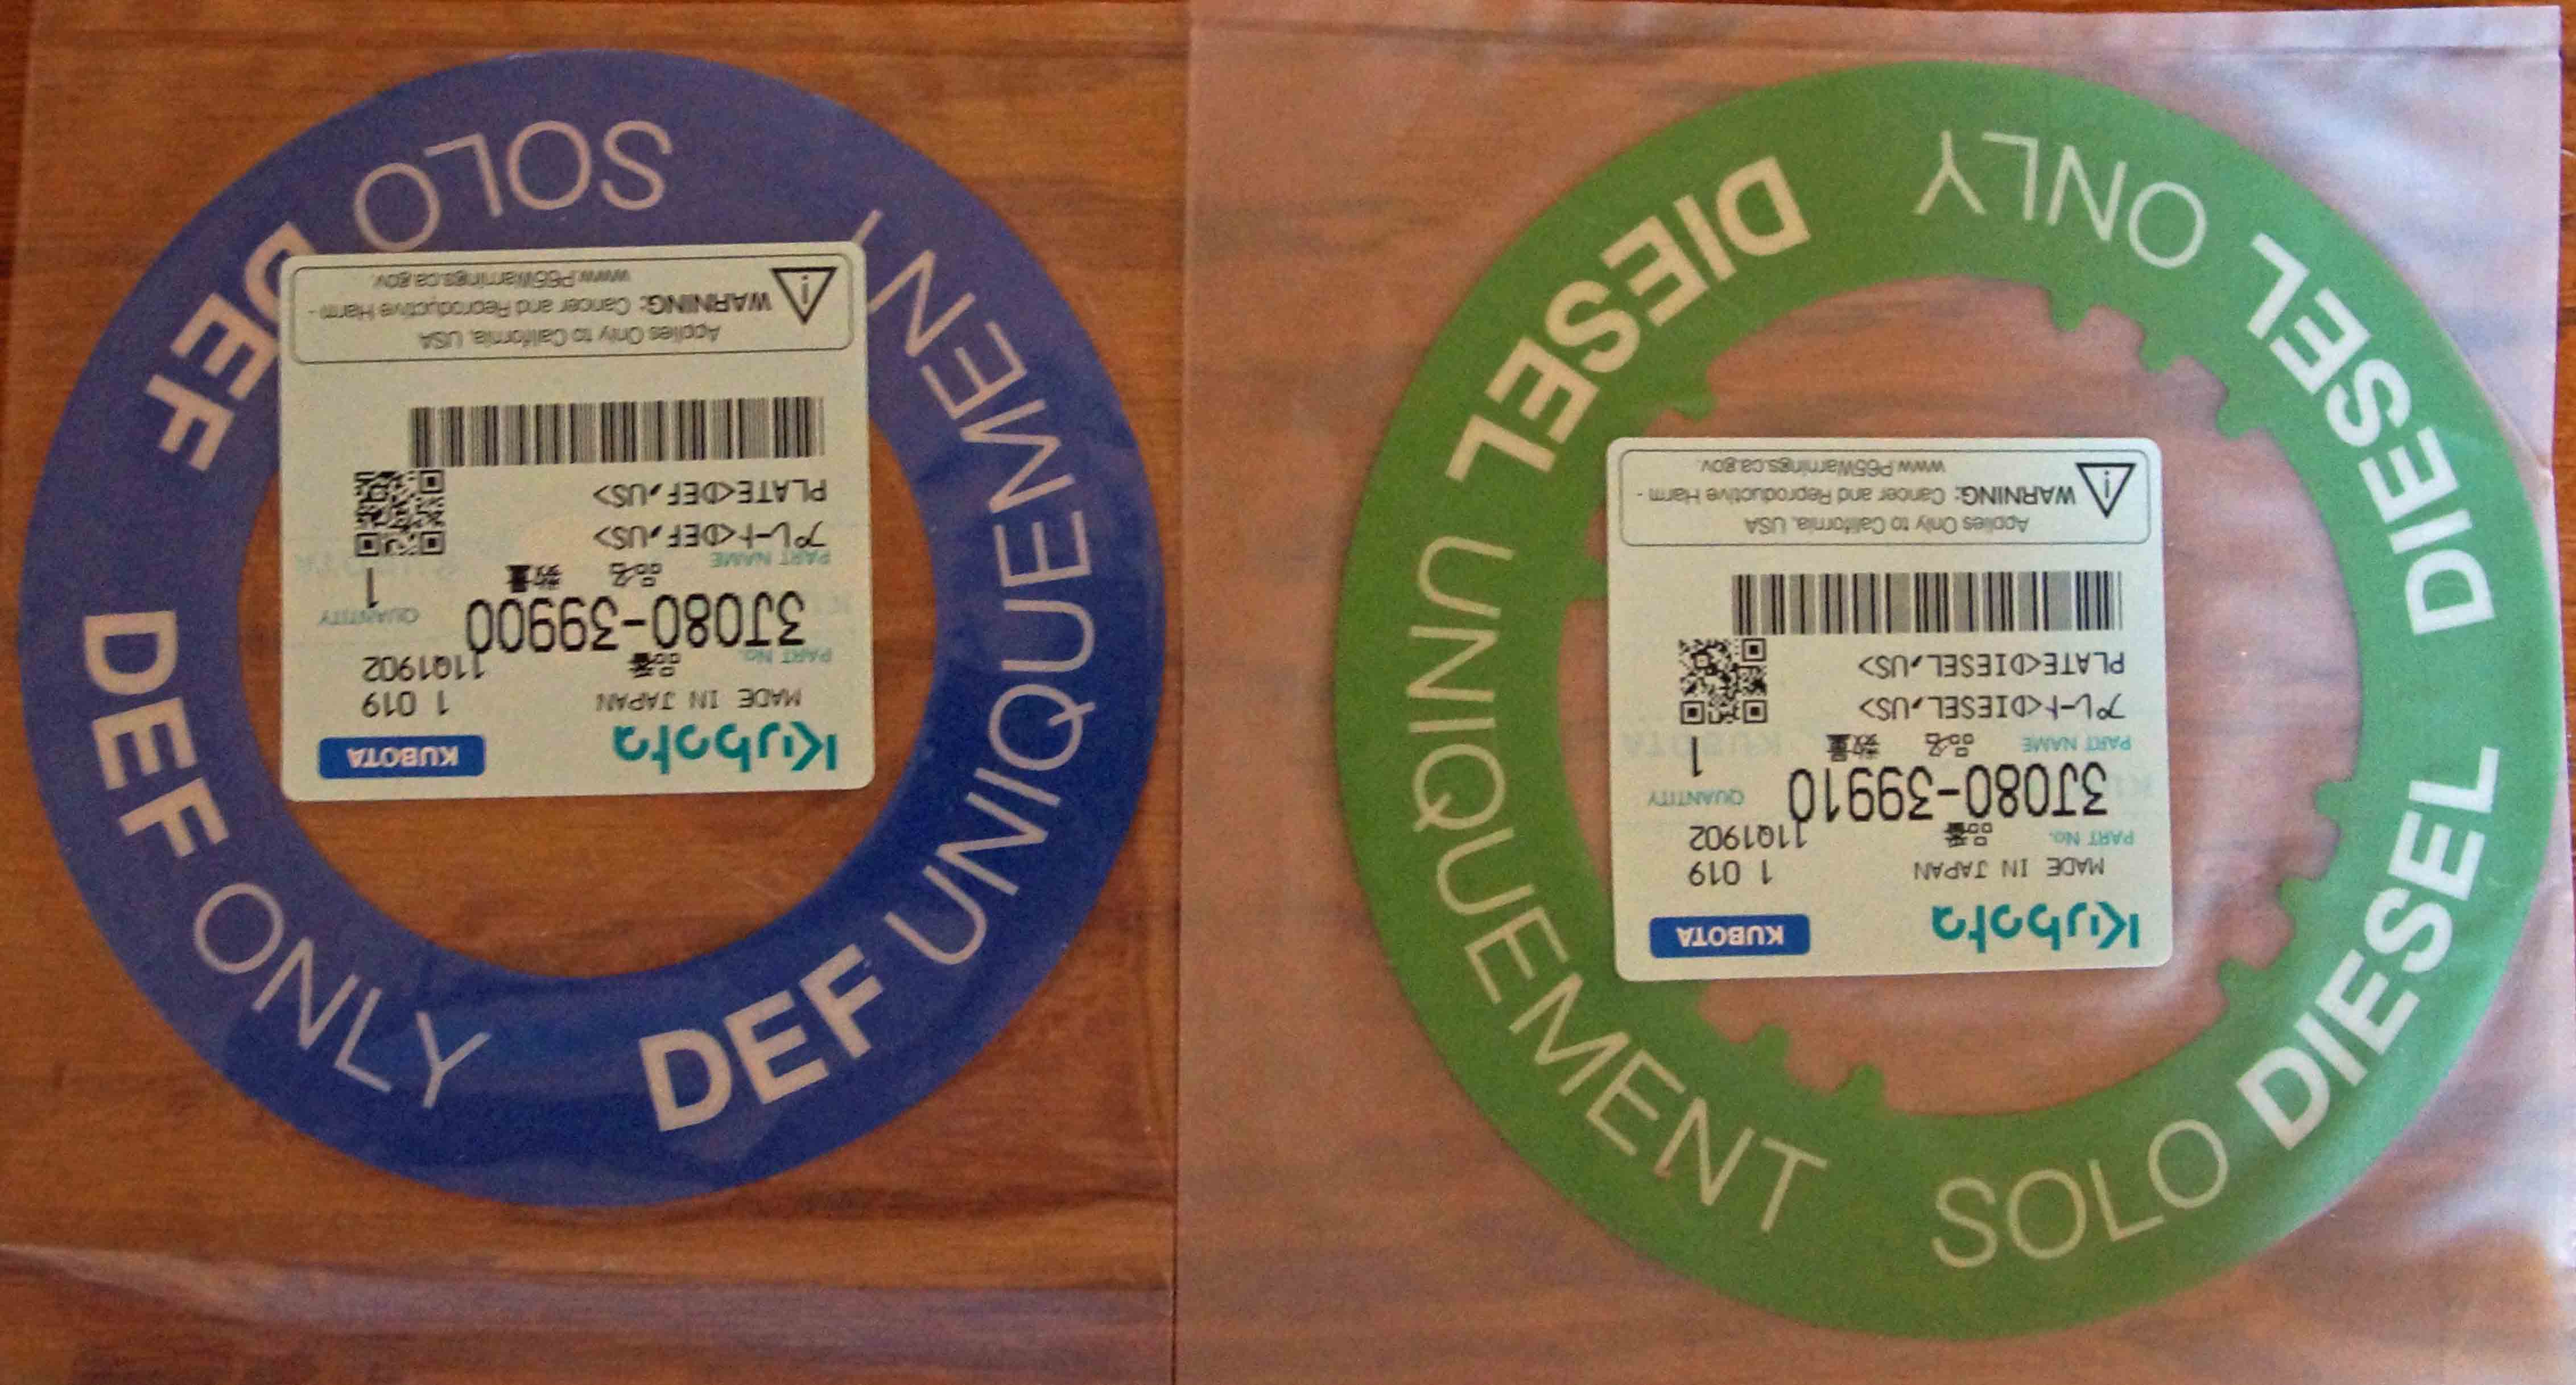 SOLO DEF
DEF ONLY
DEF UNIQUEMENT
Kubota KUBOTA
MADE IN JAPAN 1 019
PART No. 品番 11Q1902
3J080-39900 QUANTITY
PART NAME 品名 数量 1
プレート<DEF,US>
PLATE<DEF,US>
Applies Only to California, USA
WARNING: Cancer and Reproductive Harm -
www.P65Warnings.ca.gov.
DIESEL ONLY
DIESEL UNIQUEMENT
SOLO DIESEL
Kubota KUBOTA
MADE IN JAPAN 1 019
PART No. 品番 11Q1902
3J080-39910 QUANTITY
PART NAME 品名 数量 1
プレート<DIESEL,US>
PLATE<DIESEL,US>
Applies Only to California, USA
WARNING: Cancer and Reproductive Harm -
www.P65Warnings.ca.gov.